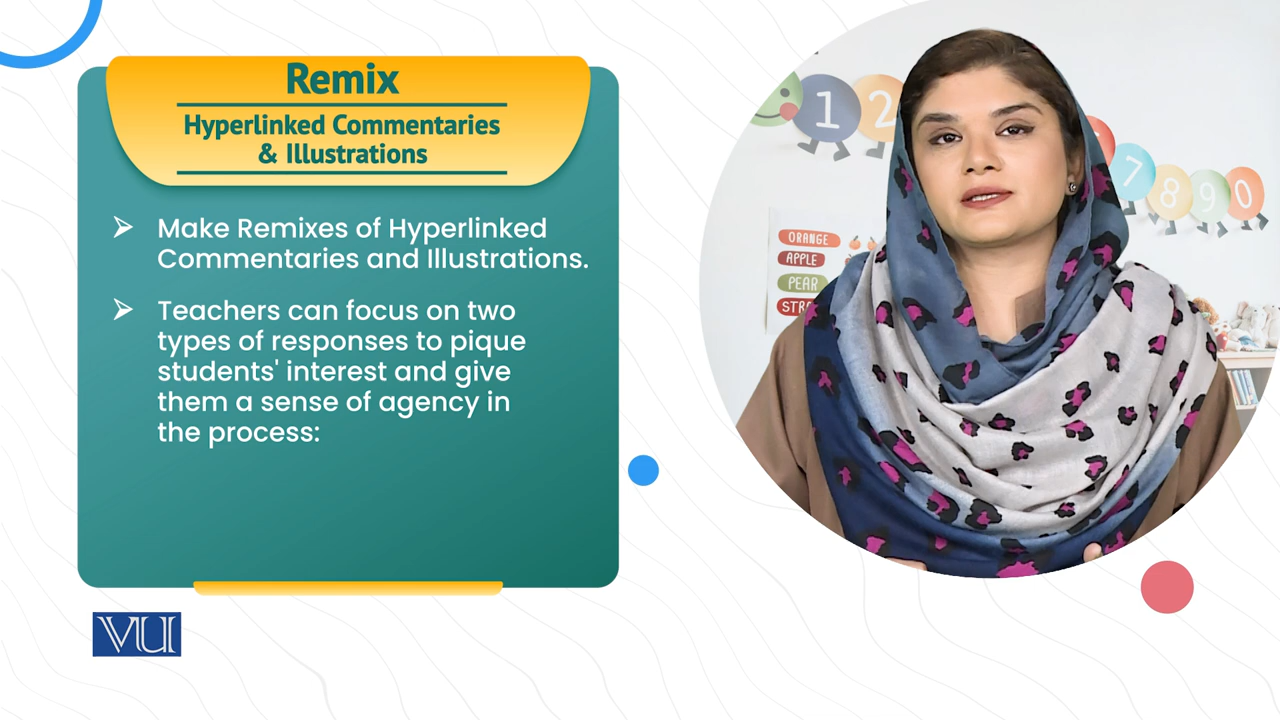 Remix
Hyperlinked Commentaries
& Illustrations
Make Remixes of Hyperlinked
Commentaries and Illustrations.
Teachers can focus on two
types of responses to pique
students' interest and give
them a sense of agency in
the process:
VU
1 2
7 8 9 0
ORANGE
APPLE
PEAR